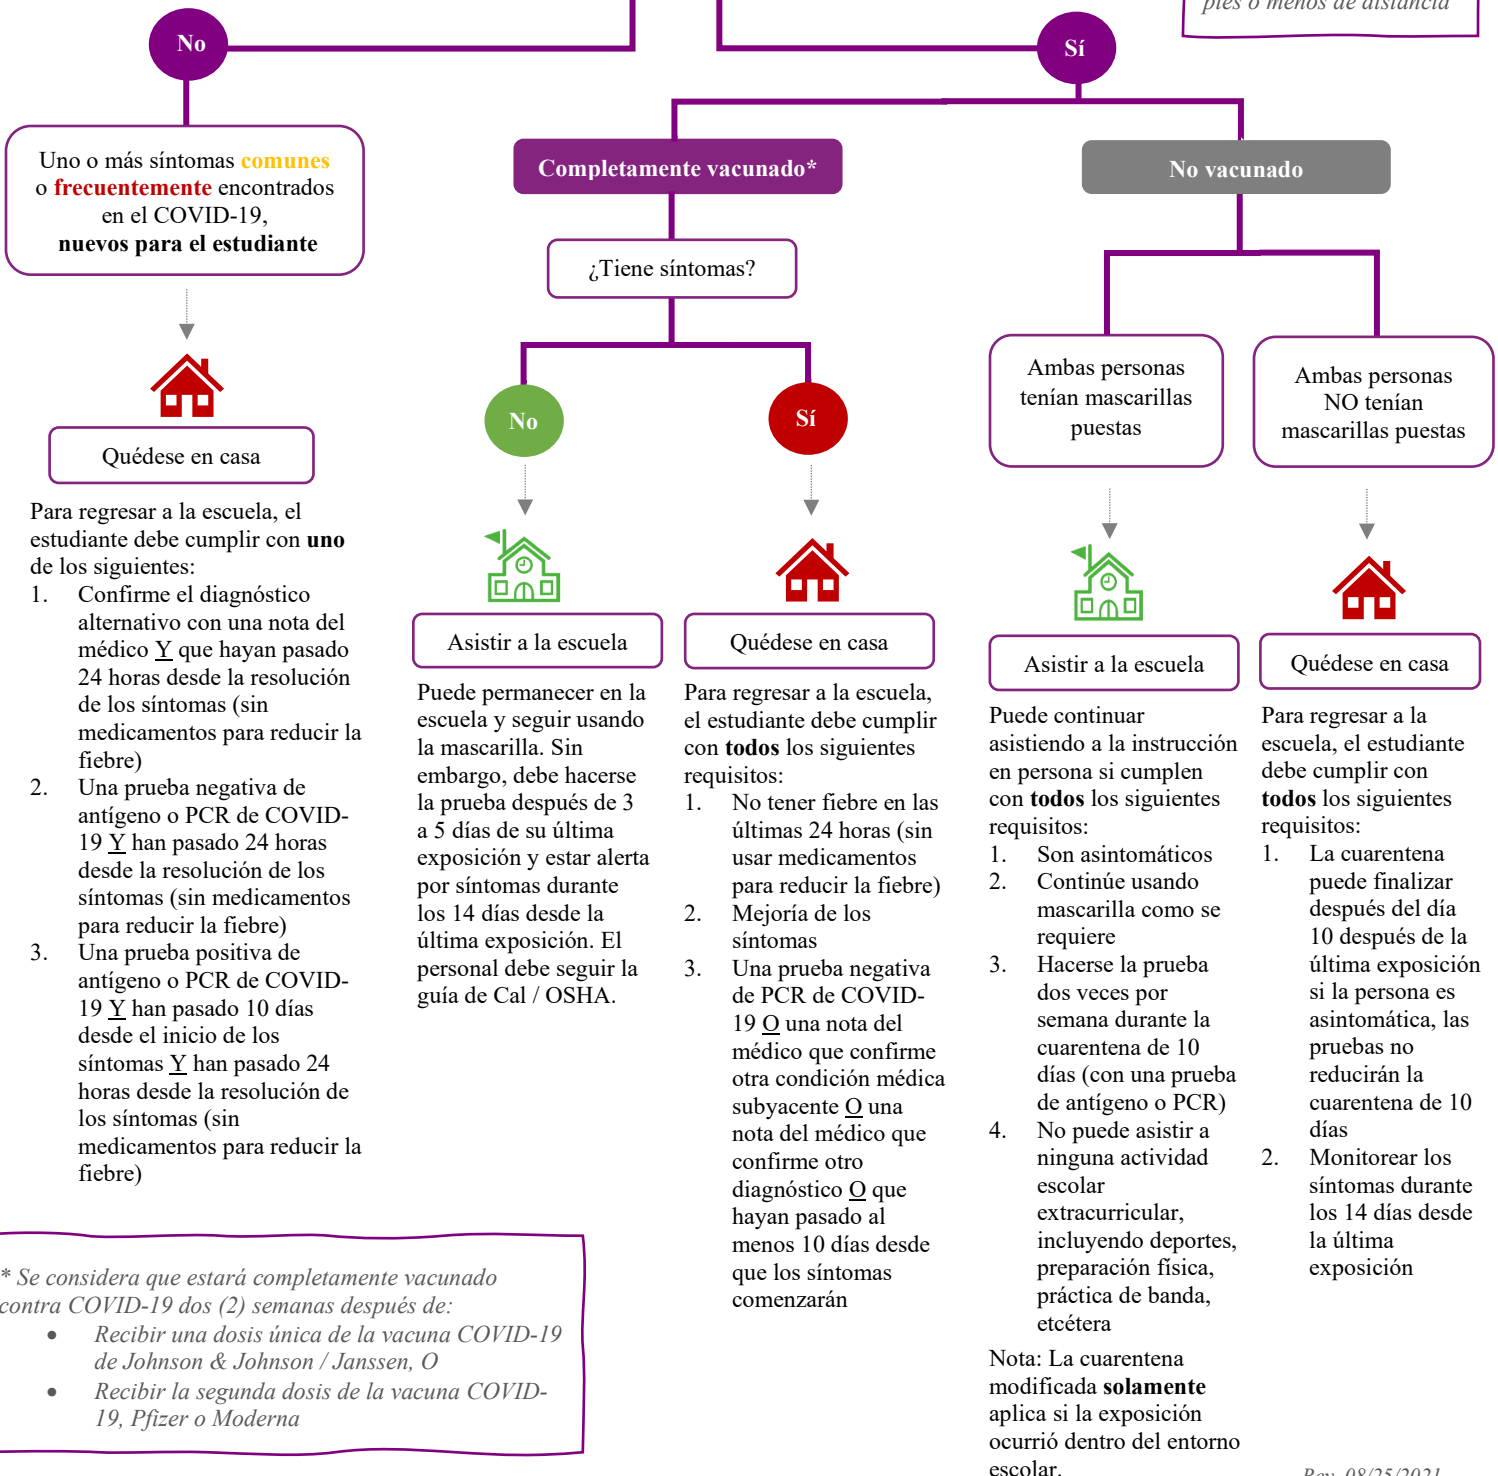 pies o menos de distancia
No
Sí
Uno o más síntomas comunes
o frecuentemente encontrados
en el COVID-19,
nuevos para el estudiante
Quédese en casa
Para regresar a la escuela, el
estudiante debe cumplir con uno
de los siguientes:
1. Confirme el diagnóstico
alternativo con una nota del
médico Y que hayan pasado
24 horas desde la resolución
de los síntomas (sin
medicamentos para reducir la
fiebre)
2. Una prueba negativa de
antígeno o PCR de COVID-
19 Y han pasado 24 horas
desde la resolución de los
síntomas (sin medicamentos
para reducir la fiebre)
3. Una prueba positiva de
antígeno o PCR de COVID-
19 Y han pasado 10 días
desde el inicio de los
síntomas Y han pasado 24
horas desde la resolución de
los síntomas (sin
medicamentos para reducir la
fiebre)
Completamente vacunado*
¿Tiene síntomas?
No
Asistir a la escuela
Puede permanecer en la
escuela y seguir usando
la mascarilla. Sin
embargo, debe hacerse
la prueba después de 3
a 5 días de su última
exposición y estar alerta
por síntomas durante
los 14 días desde la
última exposición. El
personal debe seguir la
guía de Cal / OSHA.
Sí
Quédese en casa
Para regresar a la escuela,
el estudiante debe cumplir
con todos los siguientes
requisitos:
1. No tener fiebre en las
últimas 24 horas (sin
usar medicamentos
para reducir la fiebre)
2. Mejoría de los
síntomas
3. Una prueba negativa
de PCR de COVID-
19 O una nota del
médico que confirme
otra condición médica
subyacente O una
nota del médico que
confirme otro
diagnóstico O que
hayan pasado al
menos 10 días desde
que los síntomas
comenzarán
No vacunado
Ambas personas
tenían mascarillas
puestas
Asistir a la escuela
Puede continuar
asistiendo a la instrucción
en persona si cumplen
con todos los siguientes
requisitos:
1. Son asintomáticos
2. Continúe usando
mascarilla como se
requiere
3. Hacerse la prueba
dos veces por
semana durante la
cuarentena de 10
días (con una prueba
de antígeno o PCR)
4. No puede asistir a
ninguna actividad
escolar
extracurricular,
incluyendo deportes,
preparación física,
práctica de banda,
etcétera
Nota: La cuarentena
modificada solamente
aplica si la exposición
ocurrió dentro del entorno
escolar.
Ambas personas
NO tenían
mascarillas puestas
Quédese en casa
Para regresar a la
escuela, el estudiante
debe cumplir con
todos los siguientes
requisitos:
1. La cuarentena
puede finalizar
después del día
10 después de la
última exposición
si la persona es
asintomática, las
pruebas no
reducirán la
cuarentena de 10
días
2. Monitorear los
síntomas durante
los 14 días desde
la última
exposición
* Se considera que estará completamente vacunado
contra COVID-19 dos (2) semanas después de:
• Recibir una dosis única de la vacuna COVID-19
de Johnson & Johnson / Janssen, O
• Recibir la segunda dosis de la vacuna COVID-
19, Pfizer o Moderna
Rev. 08/25/2021